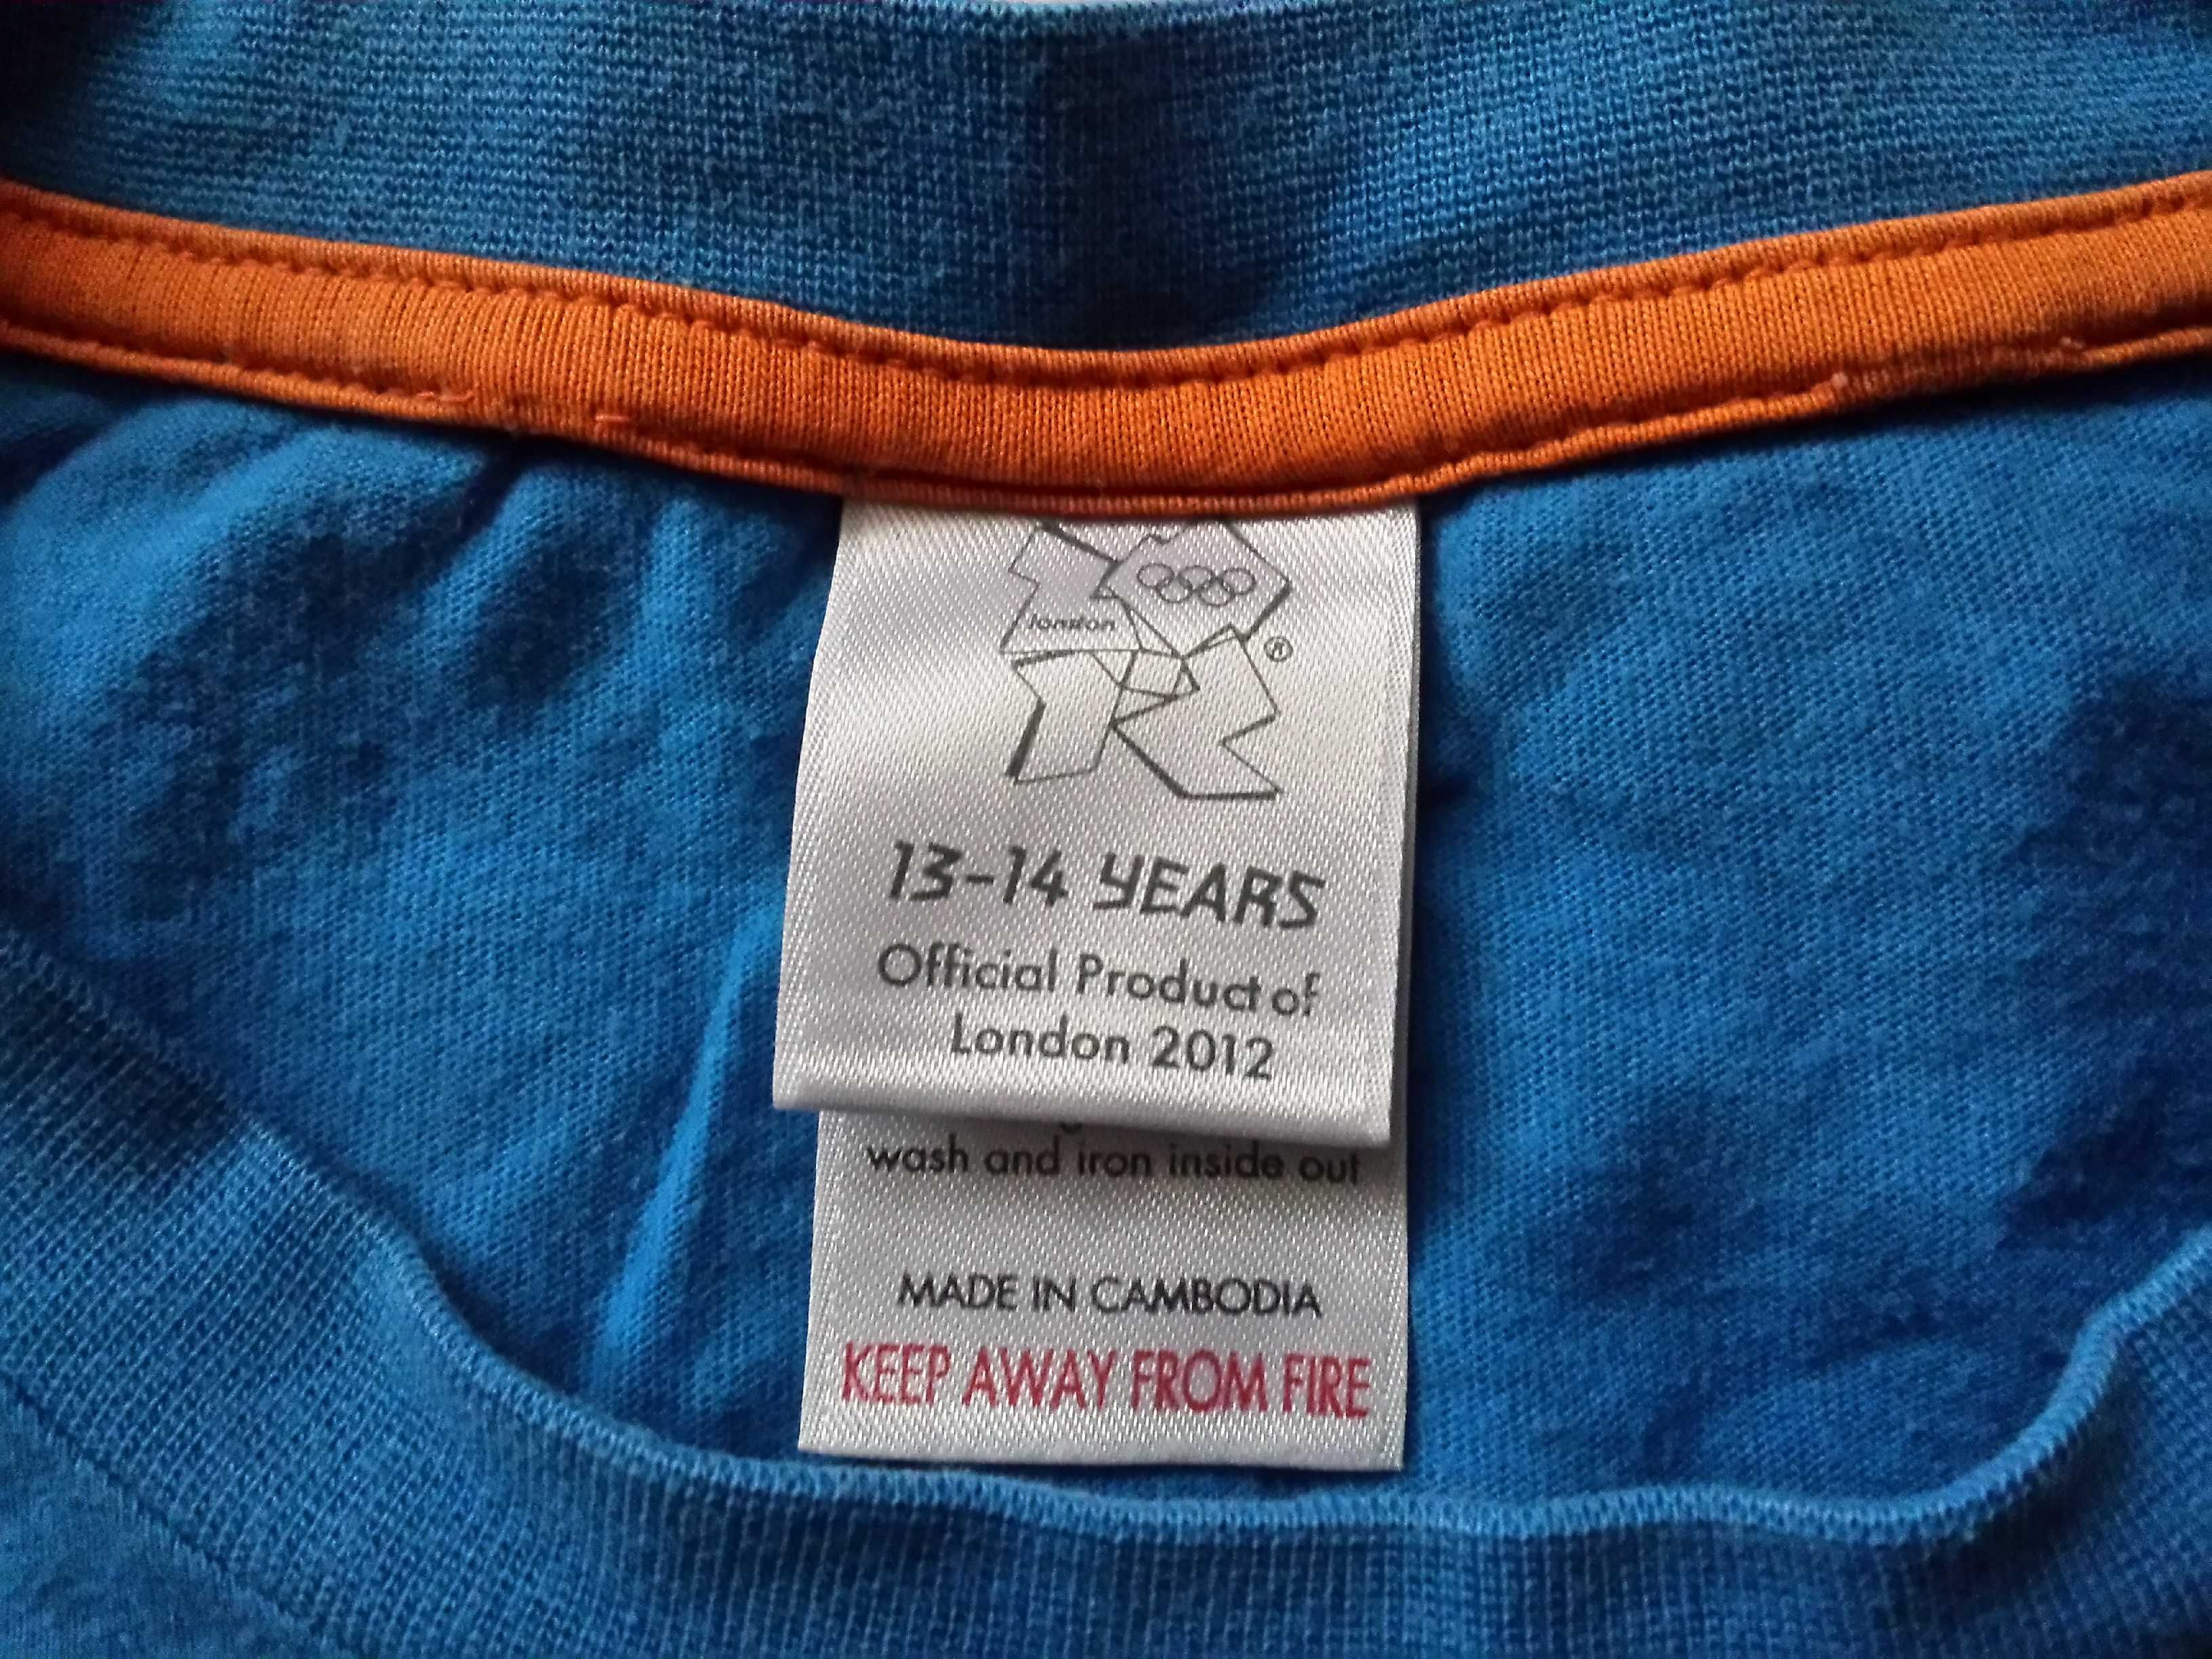 london
®
13-14 YEARS
Official Product of
London 2012
wash and iron inside out
MADE IN CAMBODIA
KEEP AWAY FROM FIRE